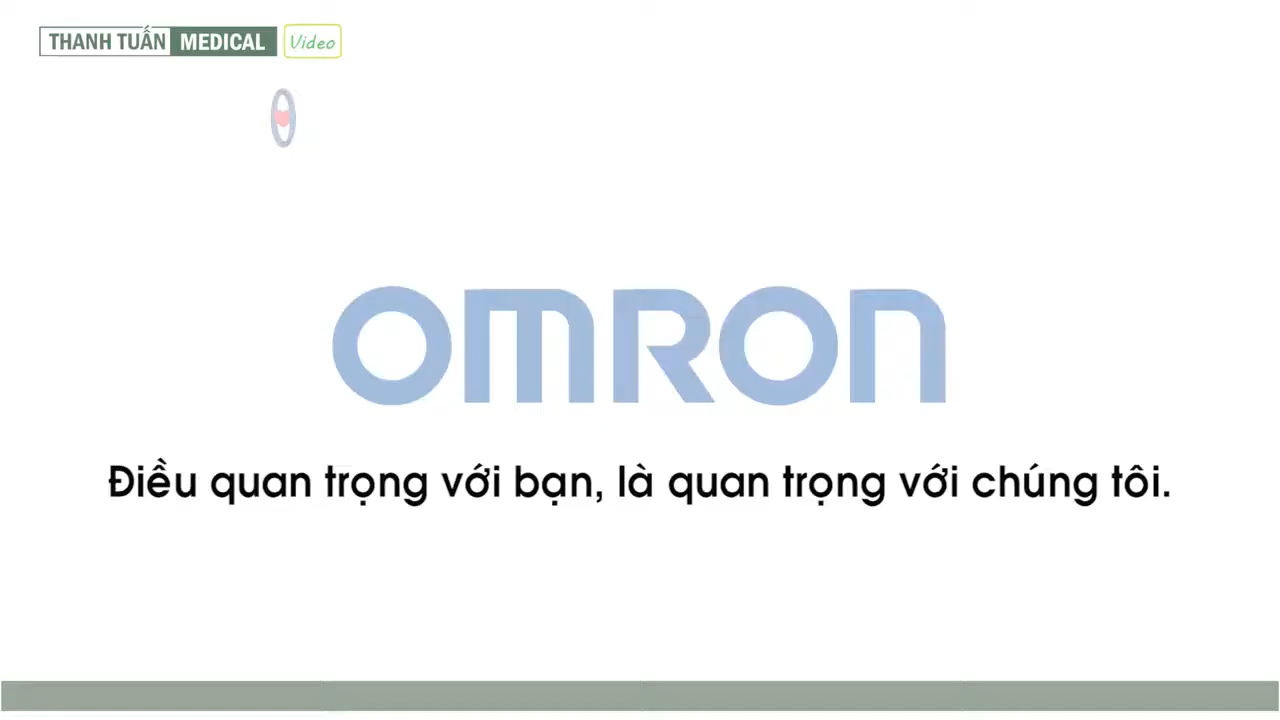 THANH TUẤN MEDICAL Video
OMRON
Điều quan trọng với bạn, là quan trọng với chúng tôi.